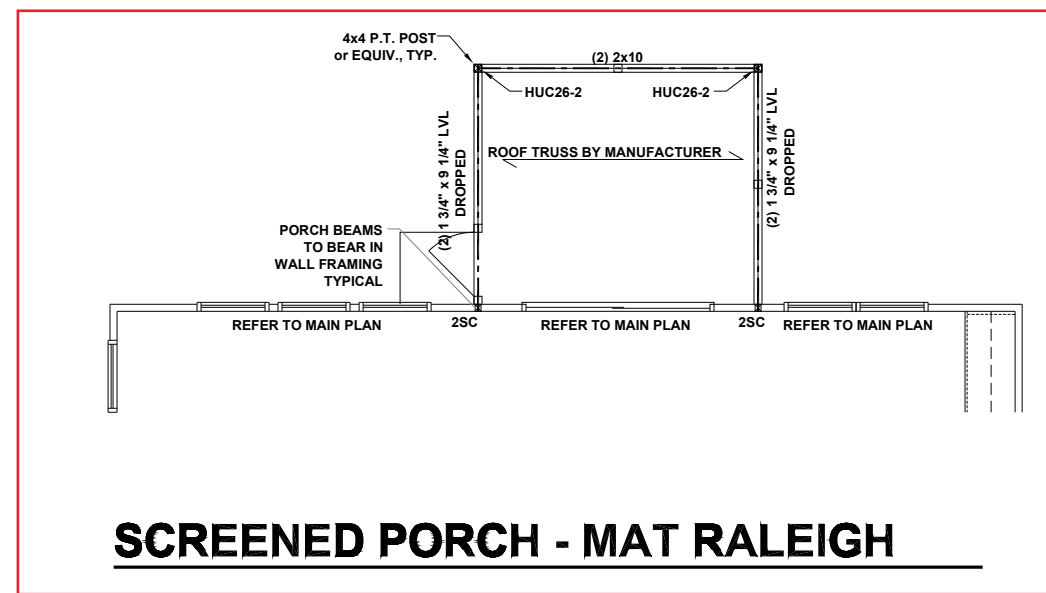 4x4 P.T. POST
or EQUIV., TYP.
(2) 2x10
HUC26-2
HUC26-2
(2) 1 3/4" x 9 1/4" LVL
DROPPED
(2) 1 3/4" x 9 1/4" LVL
DROPPED
ROOF TRUSS BY MANUFACTURER
PORCH BEAMS
TO BEAR IN
WALL FRAMING
TYPICAL
REFER TO MAIN PLAN
2SC
REFER TO MAIN PLAN
2SC
REFER TO MAIN PLAN
SCREENED PORCH - MAT RALEIGH